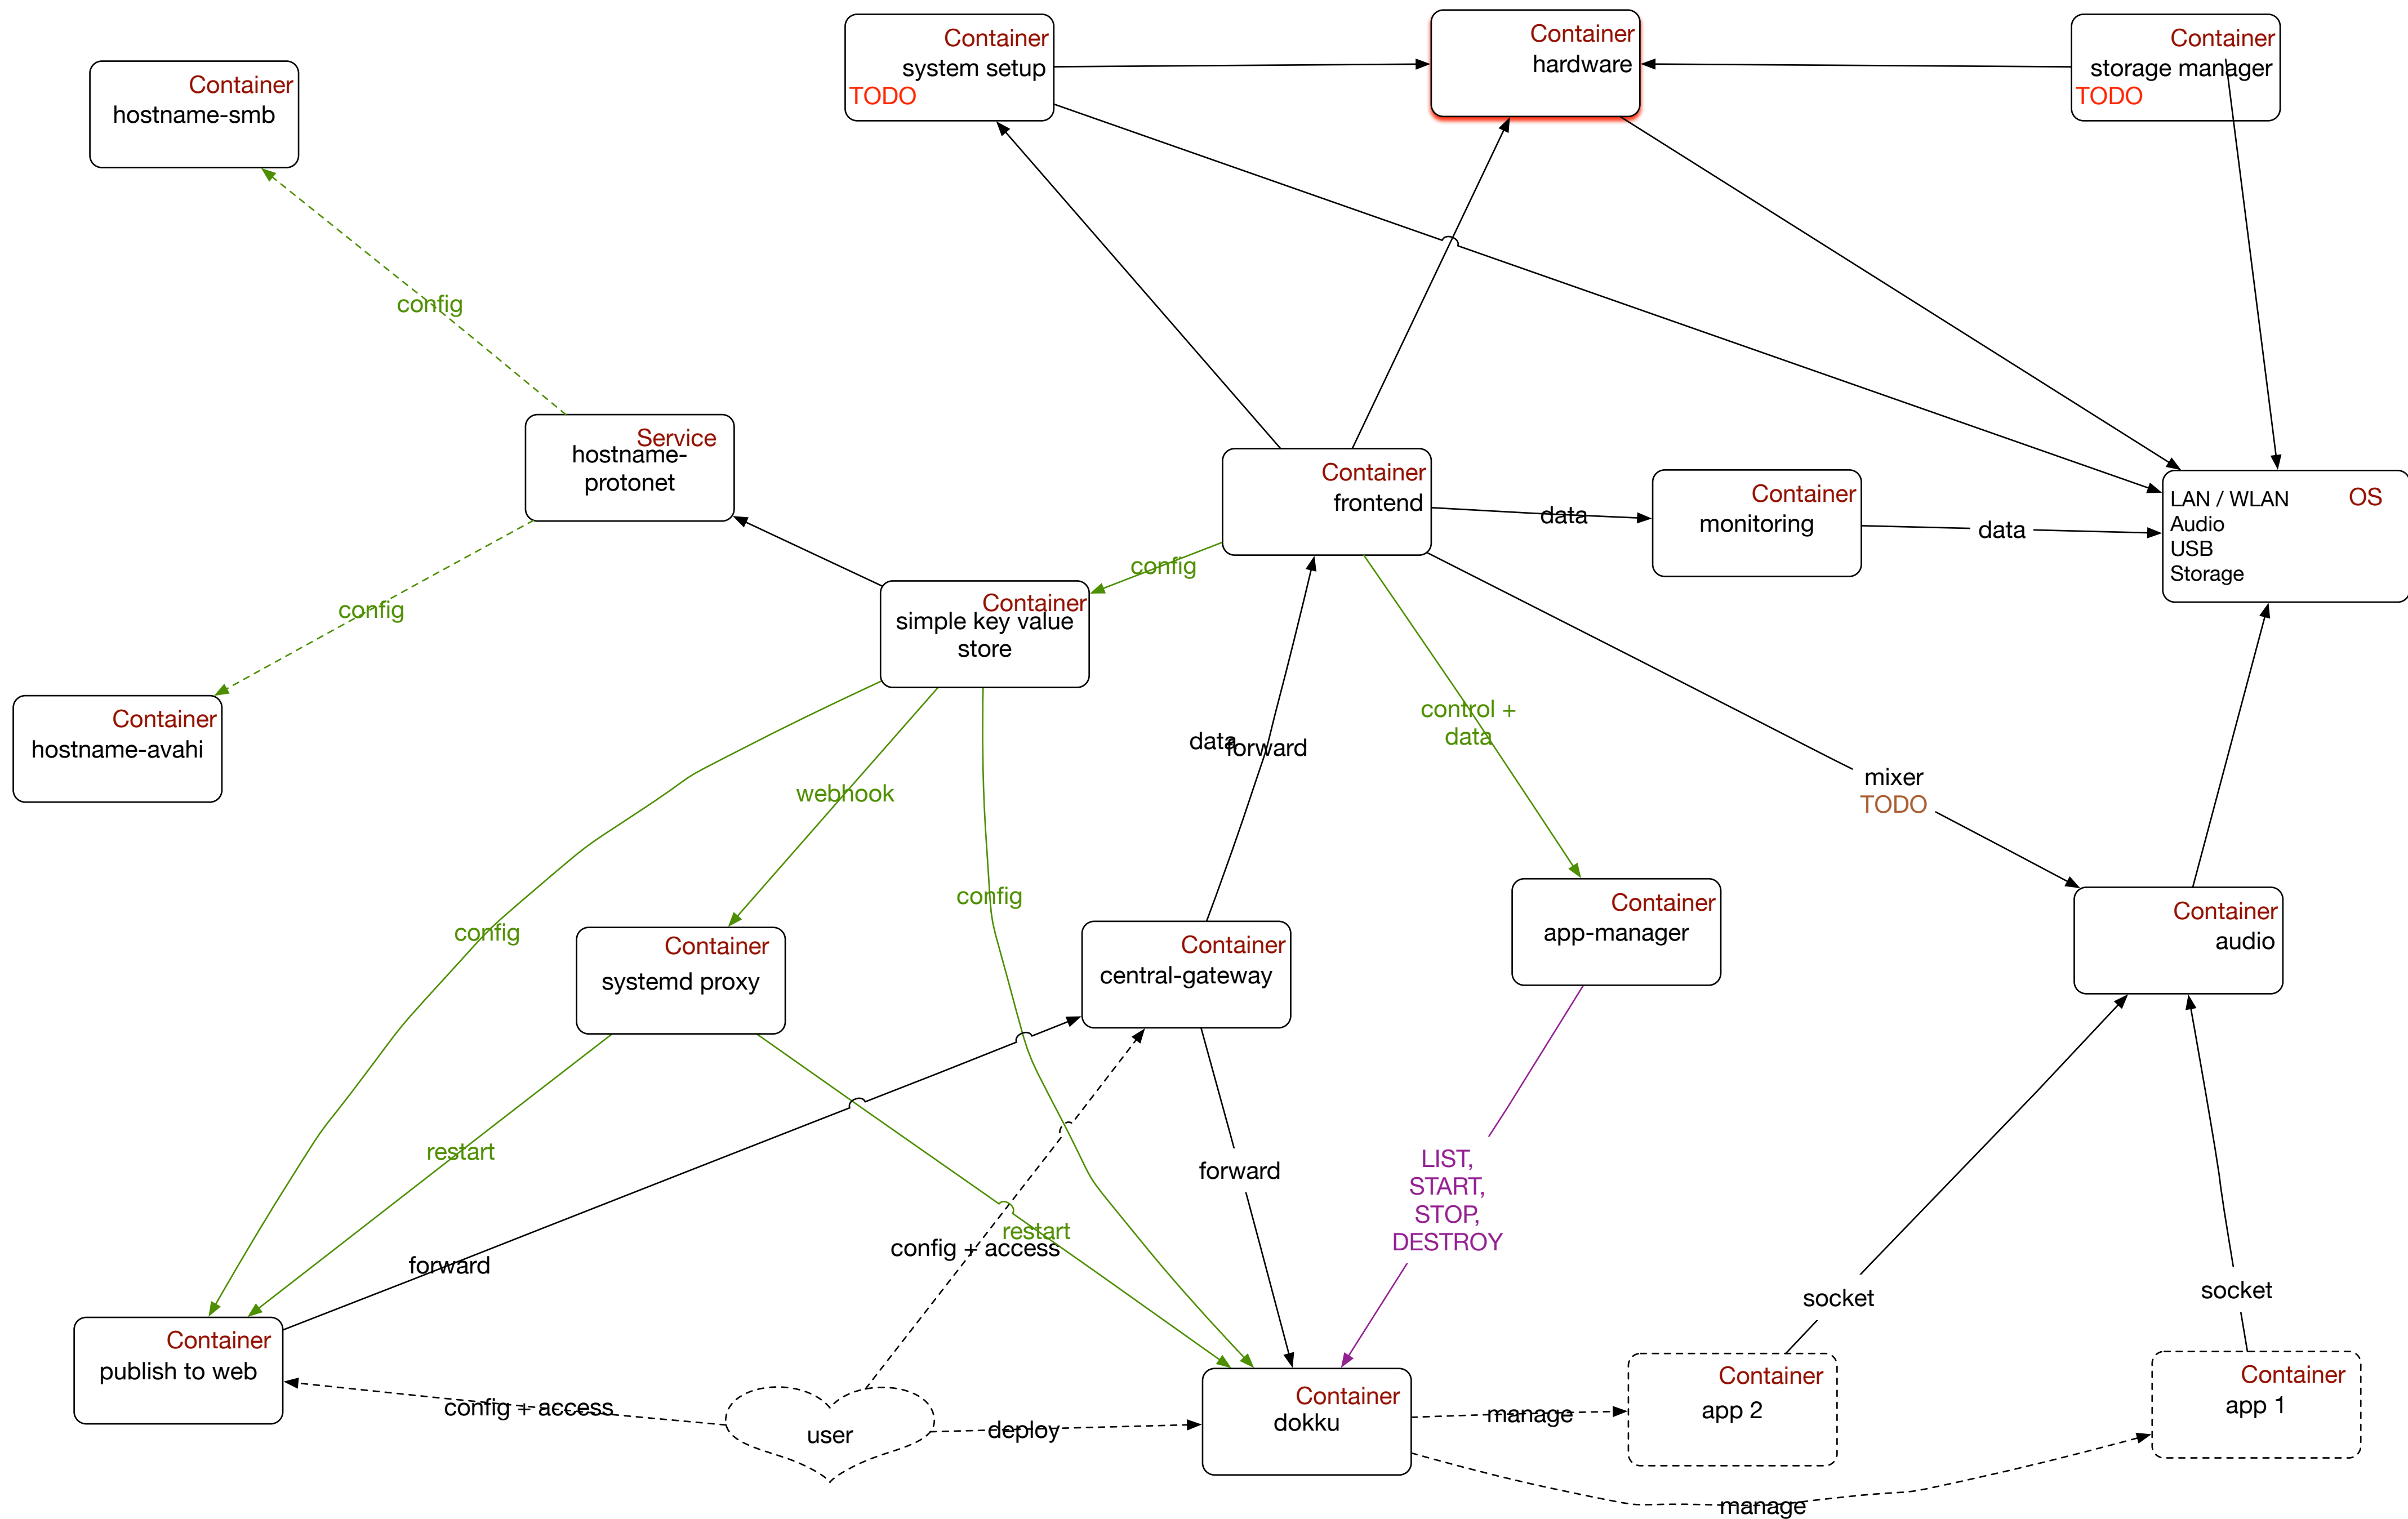 Container
system setup
TODO
Container
hardware
Container
storage manager
TODO
Container
hostname-smb
config
Service
hostname-
protonet
Container
frontend
data
Container
monitoring
data
OS
LAN / WLAN
Audio
USB
Storage
config
config
Container
simple key value
store
Container
hostname-avahi
control +
data
data
forward
mixer
TODO
webhook
config
config
Container
systemd proxy
Container
central-gateway
Container
app-manager
Container
audio
restart
forward
LIST,
START,
STOP,
DESTROY
restart
config + access
forward
socket
socket
Container
publish to web
config + access
user
deploy
Container
dokku
manage
Container
app 2
Container
app 1
manage